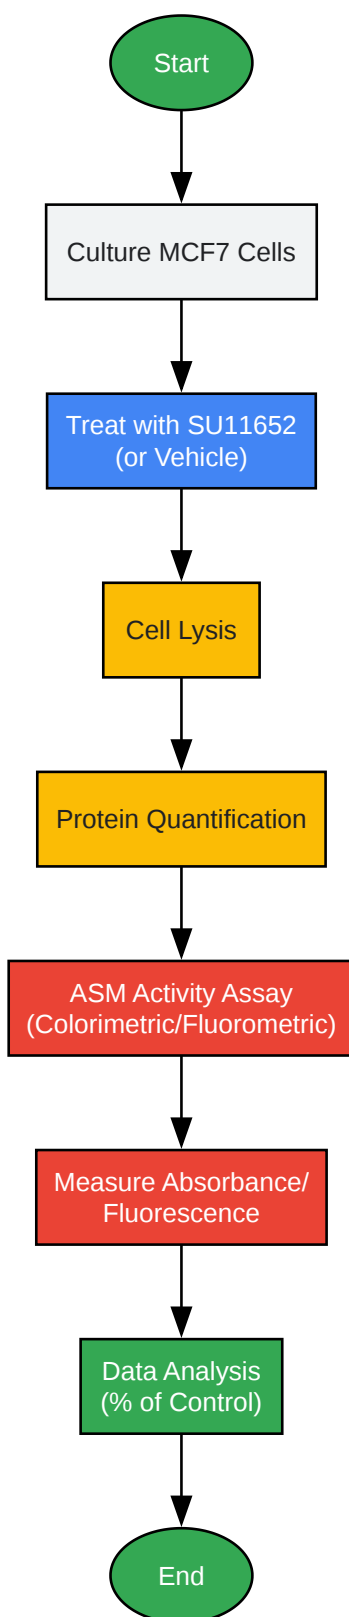 Start
Culture MCF7 Cells
Treat with SU11652
(or Vehicle)
Cell Lysis
Protein Quantification
ASM Activity Assay
(Colorimetric/Fluorometric)
Measure Absorbance/
Fluorescence
Data Analysis
(% of Control)
End